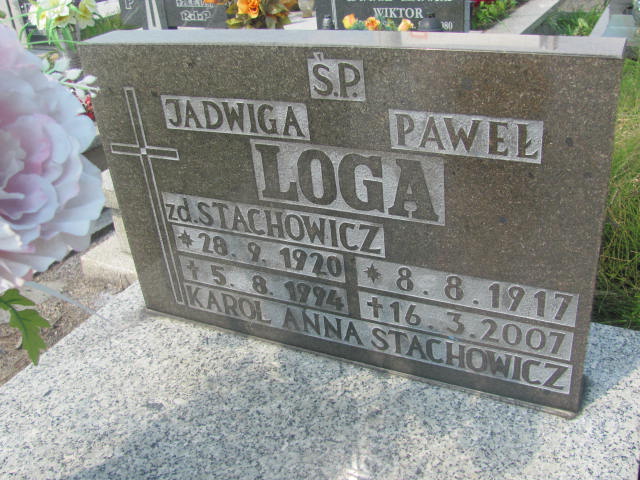 R.I.P
WIKTOR
Ś.P.
JADWIGA PAWEŁ
LOGA
zd. STACHOWICZ
* 28. 9. 1920 * 8. 8. 1917
+ 5. 8. 1994 + 16. 3. 2007
KAROL ANNA STACHOWICZ